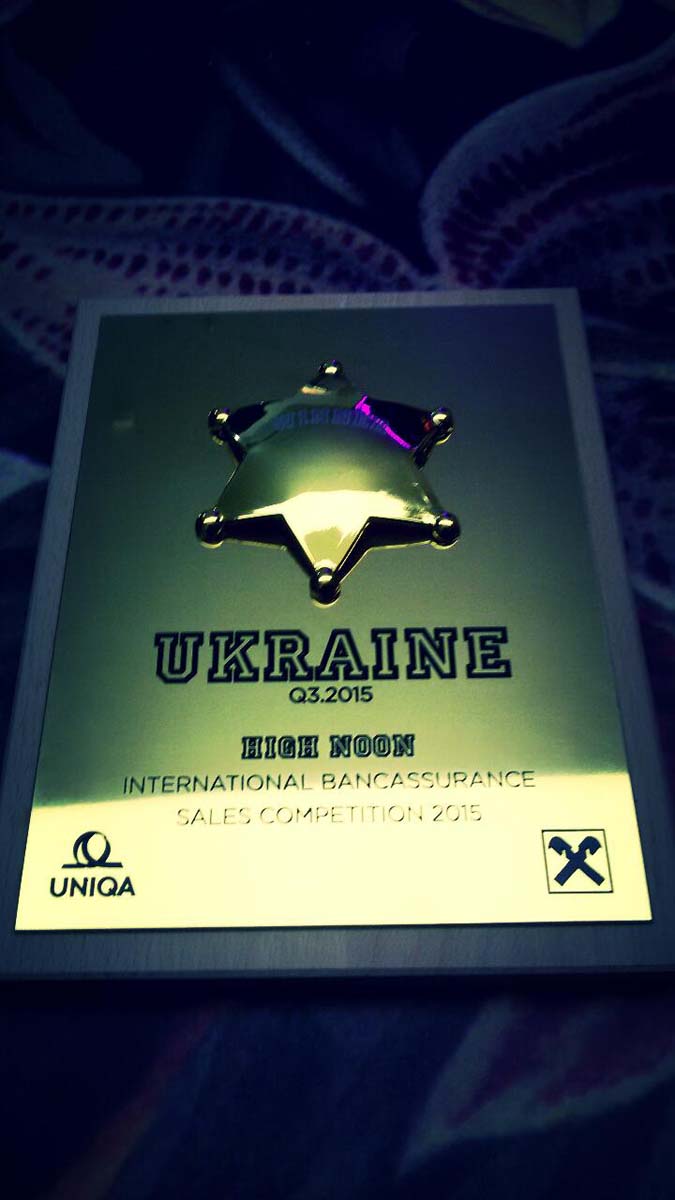 UKRAINE
Q3.2015
HIGH NOON
INTERNATIONAL BANCASSURANCE
SALES COMPETITION 2015
UNIQA